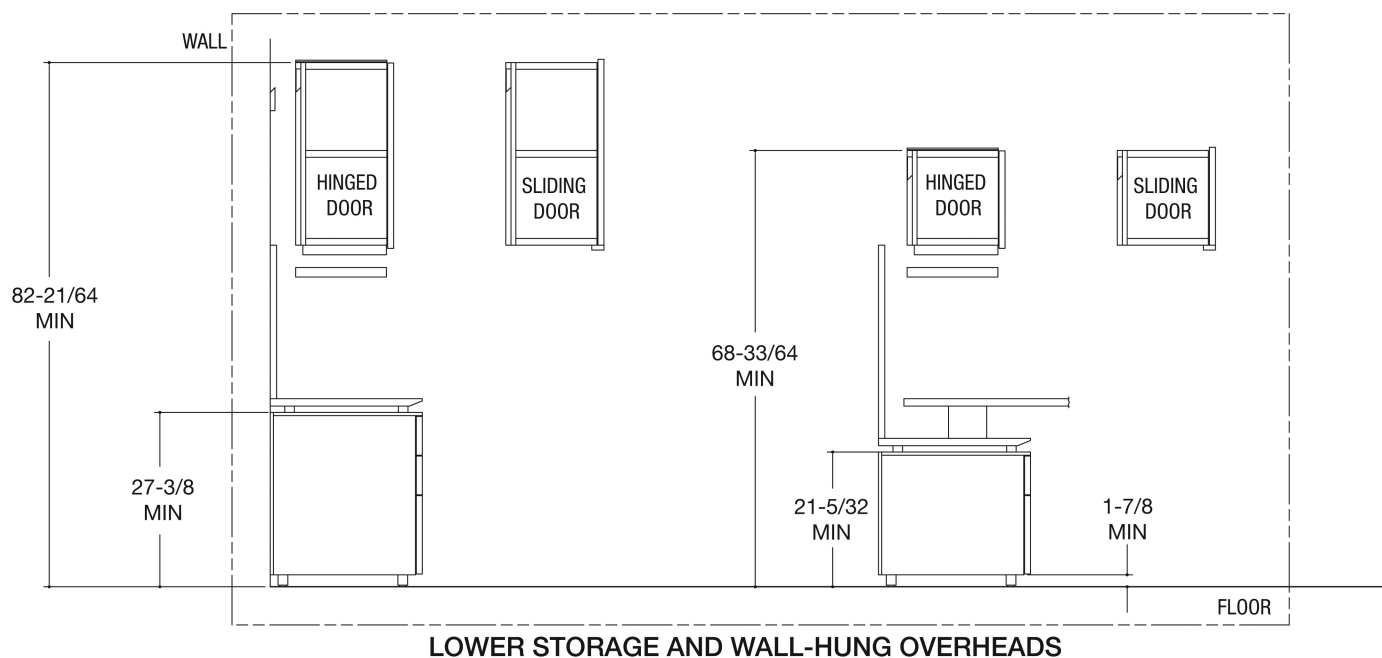 WALL
HINGED
DOOR
SLIDING
DOOR
HINGED
DOOR
SLIDING
DOOR
82-21/64
MIN
68-33/64
MIN
27-3/8
MIN
21-5/32
MIN
1-7/8
MIN
FLOOR
LOWER STORAGE AND WALL-HUNG OVERHEADS